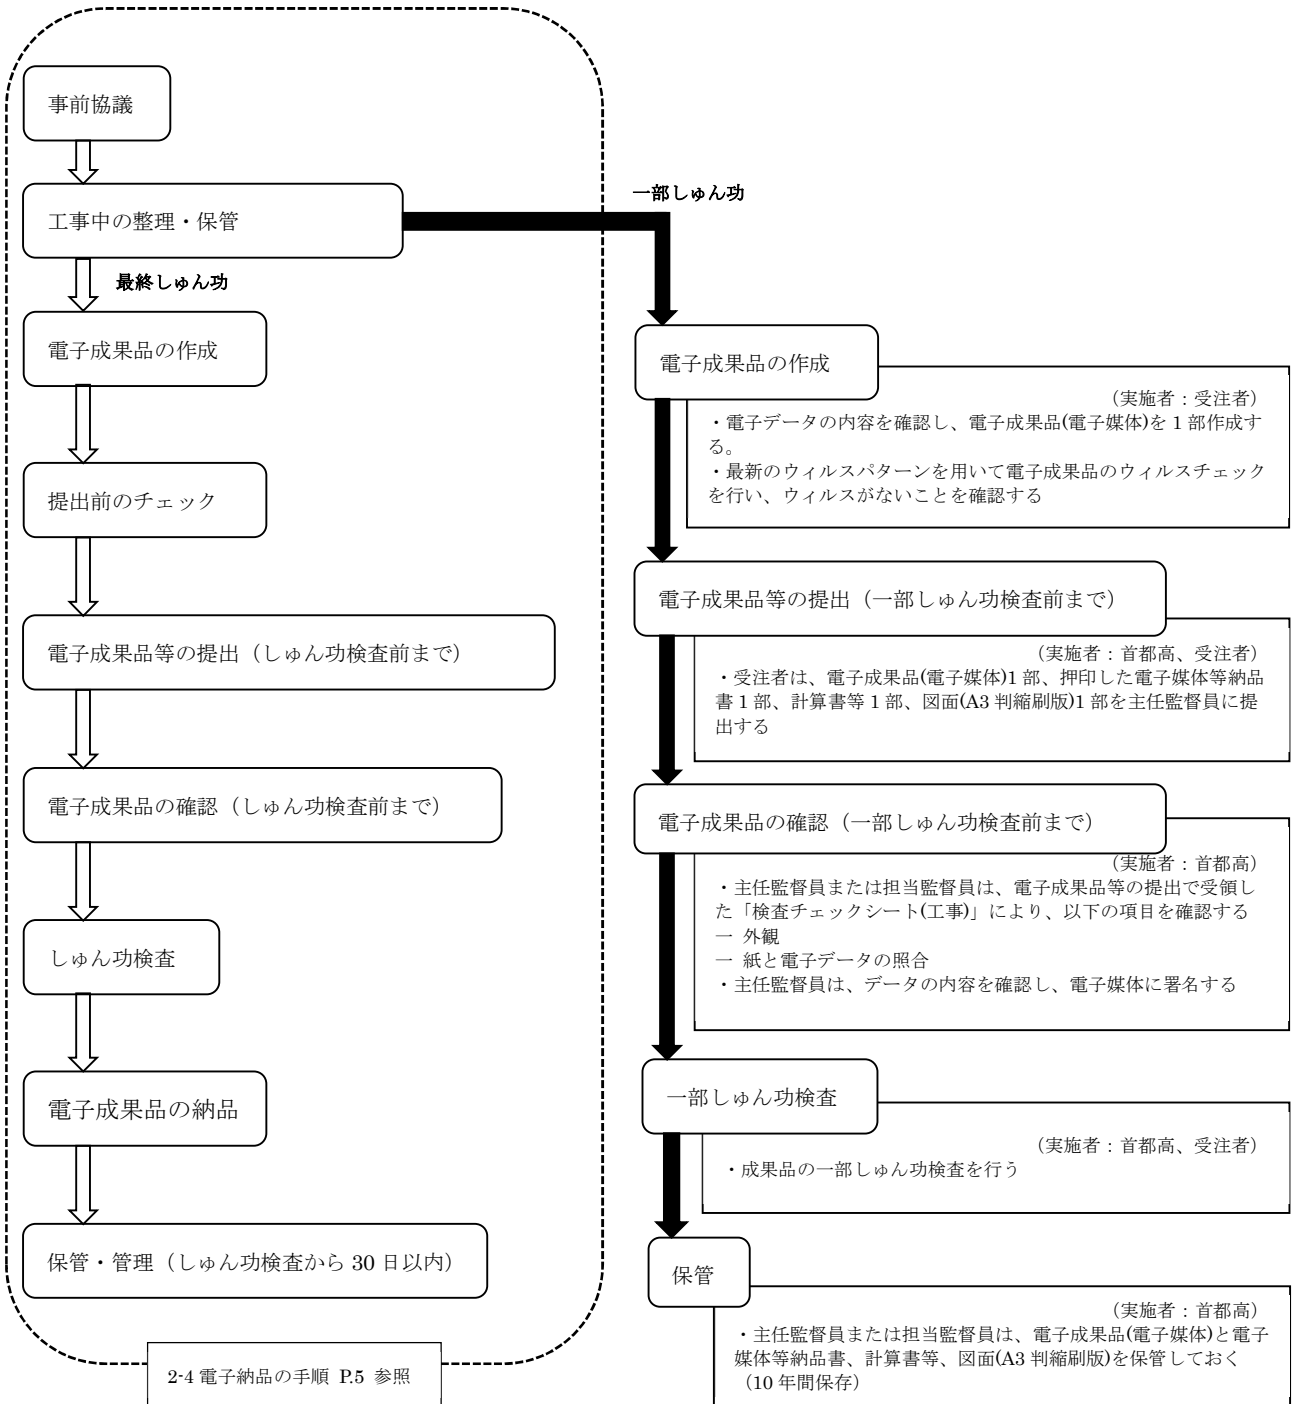 事前協議
工事中の整理・保管
最終しゅん功
電子成果品の作成
提出前のチェック
電子成果品等の提出（しゅん功検査前まで）
電子成果品の確認（しゅん功検査前まで）
しゅん功検査
電子成果品の納品
保管・管理（しゅん功検査から 30 日以内）
2-4 電子納品の手順 P.5 参照
一部しゅん功
電子成果品の作成
（実施者：受注者）
・電子データの内容を確認し、電子成果品(電子媒体)を 1 部作成す
る。
・最新のウィルスパターンを用いて電子成果品のウィルスチェック
を行い、ウィルスがないことを確認する
電子成果品等の提出（一部しゅん功検査前まで）
（実施者：首都高、受注者）
・受注者は、電子成果品(電子媒体)1 部、押印した電子媒体等納品
書 1 部、計算書等 1 部、図面(A3 判縮刷版)1 部を主任監督員に提
出する
電子成果品の確認（一部しゅん功検査前まで）
（実施者：首都高）
・主任監督員または担当監督員は、電子成果品等の提出で受領し
た「検査チェックシート(工事)」により、以下の項目を確認する
― 外観
― 紙と電子データの照合
・主任監督員は、データの内容を確認し、電子媒体に署名する
一部しゅん功検査
（実施者：首都高、受注者）
・成果品の一部しゅん功検査を行う
保管
（実施者：首都高）
・主任監督員または担当監督員は、電子成果品(電子媒体)と電子
媒体等納品書、計算書等、図面(A3 判縮刷版)を保管しておく
（10 年間保存）